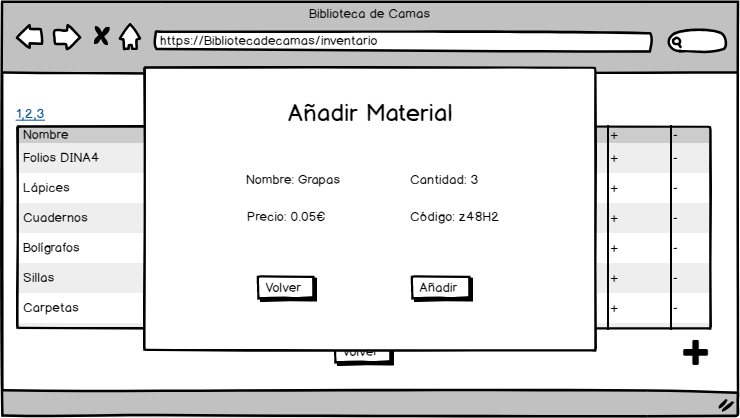 Biblioteca de Camas
https://Bibliotecadecamas/inventario
1,2,3
Nombre + -
Folios DINA4 + -
Lápices + -
Cuadernos + -
Bolígrafos + -
Sillas + -
Carpetas + -
Añadir Material
Nombre: Grapas Cantidad: 3
Precio: 0.05€ Código: z48H2
Volver Añadir
Volver